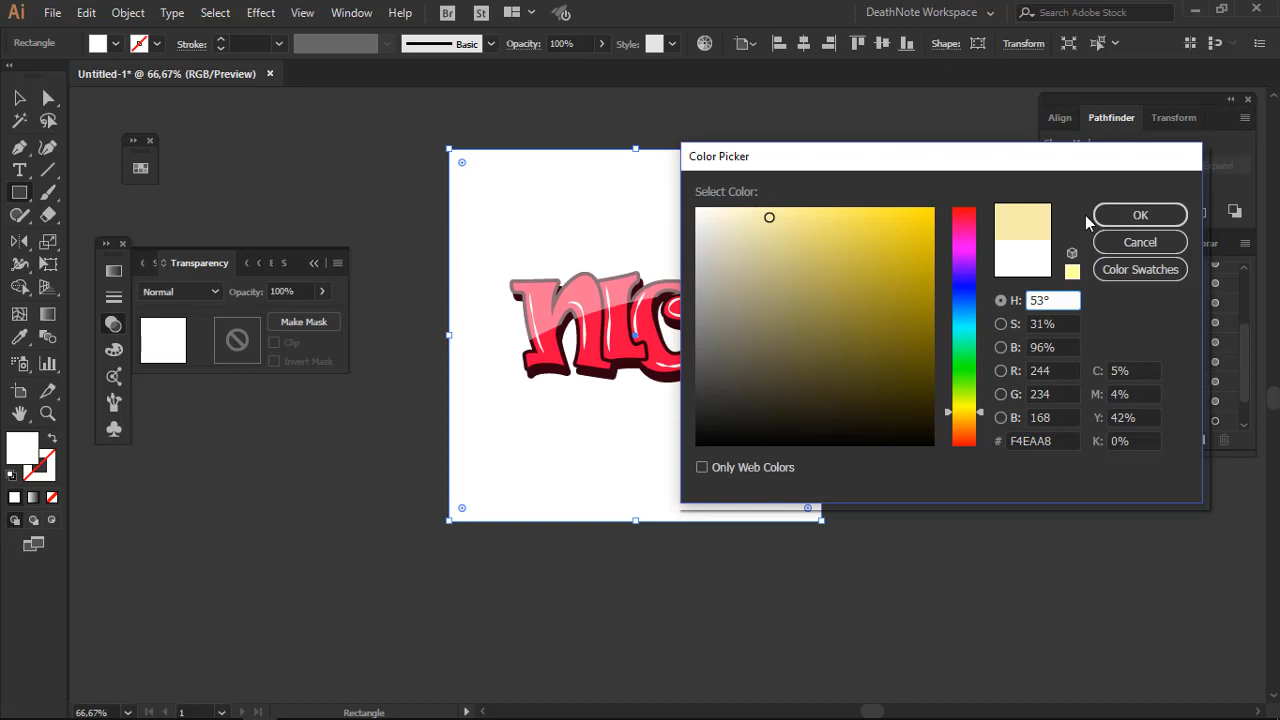 Ai File Edit Object Type Select Effect View Window Help Br St DeathNote Workspace Search Adobe Stock
Rectangle Stroke: Basic Opacity: 100% Style: Shape: Transform
Untitled-1* @ 66,67% (RGB/Preview)
Align Pathfinder Transform
Color Picker
Select Color:
OK
Cancel
Color Swatches
H: 53°
S: 31%
B: 96%
R: 244 C: 5%
G: 234 M: 4%
B: 168 Y: 42%
# F4EAA8 K: 0%
Only Web Colors
S Transparency E S
Normal Opacity: 100%
Make Mask
Clip
Invert Mask
66,67% 1 Rectangle